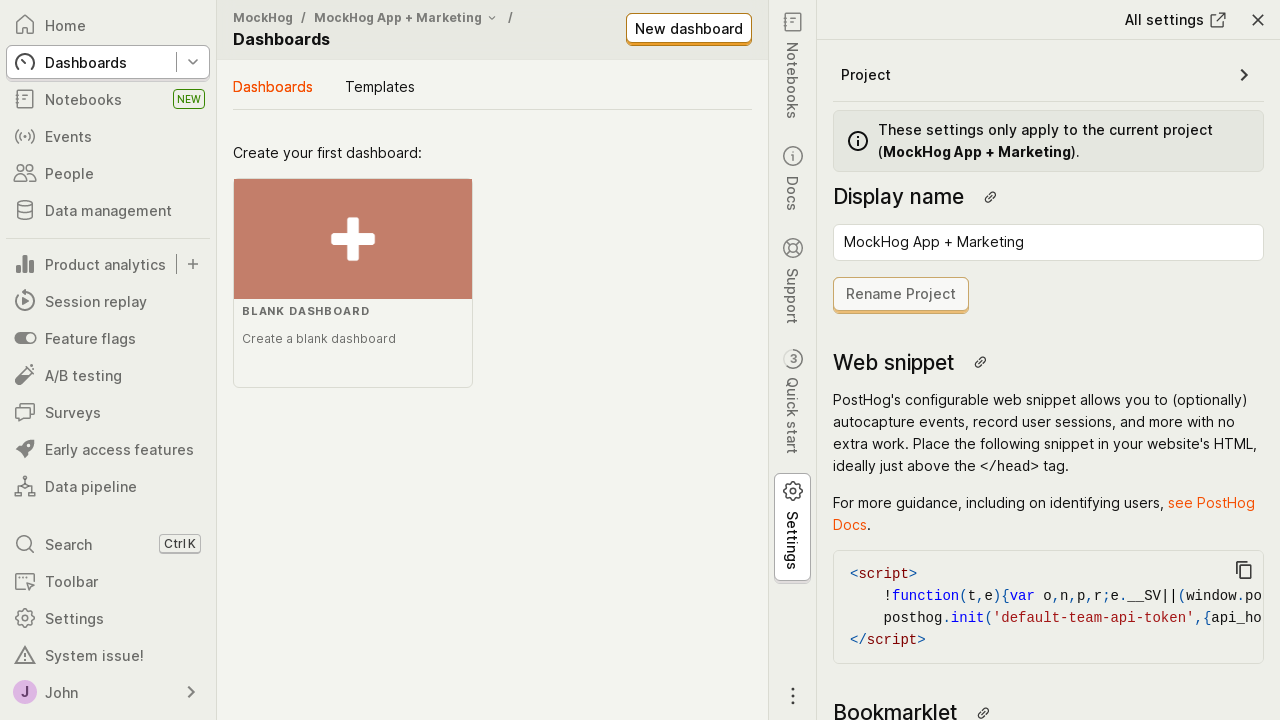 Home
Dashboards
Notebooks
NEW
Events
People
Data management
Product analytics
Session replay
Feature flags
A/B testing
Surveys
Early access features
Data pipeline
Search
Ctrl K
Toolbar
Settings
System issue!
J
John
MockHog / MockHog App + Marketing /
Dashboards
New dashboard
Dashboards
Templates
Create your first dashboard:
BLANK DASHBOARD
Create a blank dashboard
Notebooks
Docs
Support
3
Quick start
Settings
All settings
Project
These settings only apply to the current project
(MockHog App + Marketing).
Display name
MockHog App + Marketing
Rename Project
Web snippet
PostHog's configurable web snippet allows you to (optionally)
autocapture events, record user sessions, and more with no
extra work. Place the following snippet in your website's HTML,
ideally just above the </head> tag.
For more guidance, including on identifying users, see PostHog
Docs.
<script>
!function(t,e){var o,n,p,r;e.__SV||(window.po
posthog.init('default-team-api-token',{api_ho
</script>
Bookmarklet